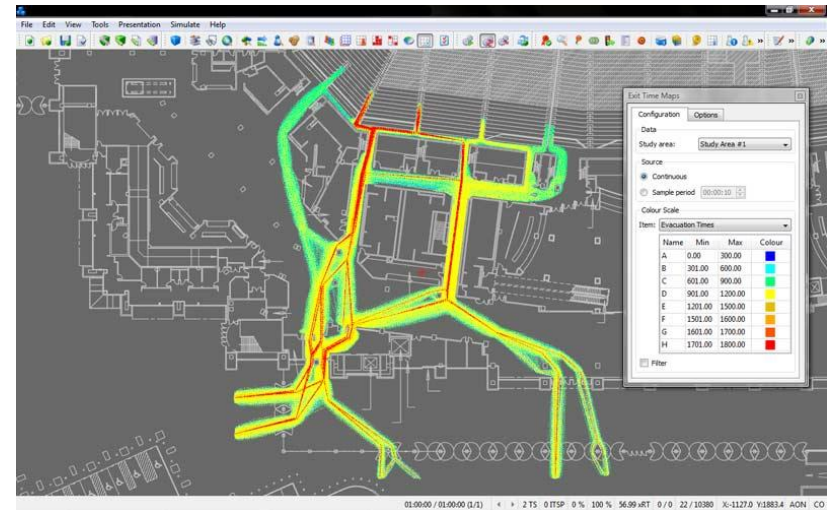 File Edit View Tools Presentation Simulate Help
Exit Time Maps
Configuration Options
Data
Study area: Study Area #1
Source
Continuous
Sample period 00:00:10
Colour Scale
Item: Evacuation Times
Name Min Max Colour
A 0.00 300.00
B 301.00 600.00
C 601.00 900.00
D 901.00 1200.00
E 1201.00 1500.00
F 1501.00 1600.00
G 1601.00 1700.00
H 1701.00 1800.00
Filter
01:00:00 / 01:00:00 (1/1) 2 TS 0 ITSP 0 % 100 % 56.99 xRT 0 / 0 22 / 10380 X:-1127.0 Y:1883.4 AON CO